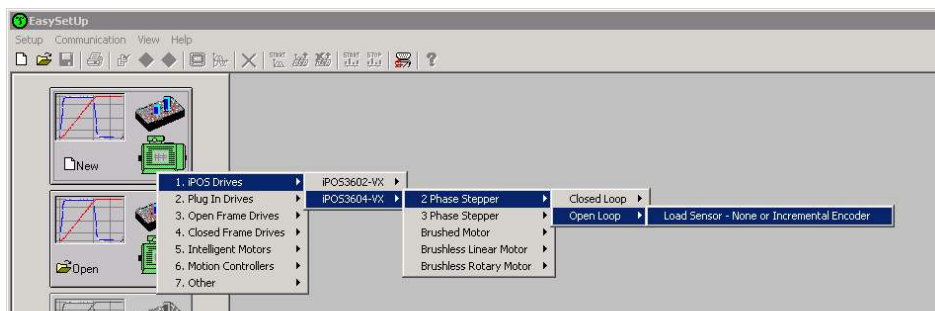 EasySetUp
Setup Communication View Help
START START STOP ?
New
1. iPOS Drives
2. Plug In Drives
3. Open Frame Drives
4. Closed Frame Drives
5. Intelligent Motors
6. Motion Controllers
7. Other
iPOS3602-VX
iPOS3604-VX
2 Phase Stepper
3 Phase Stepper
Brushed Motor
Brushless Linear Motor
Brushless Rotary Motor
Closed Loop
Open Loop
Load Sensor - None or Incremental Encoder
Open